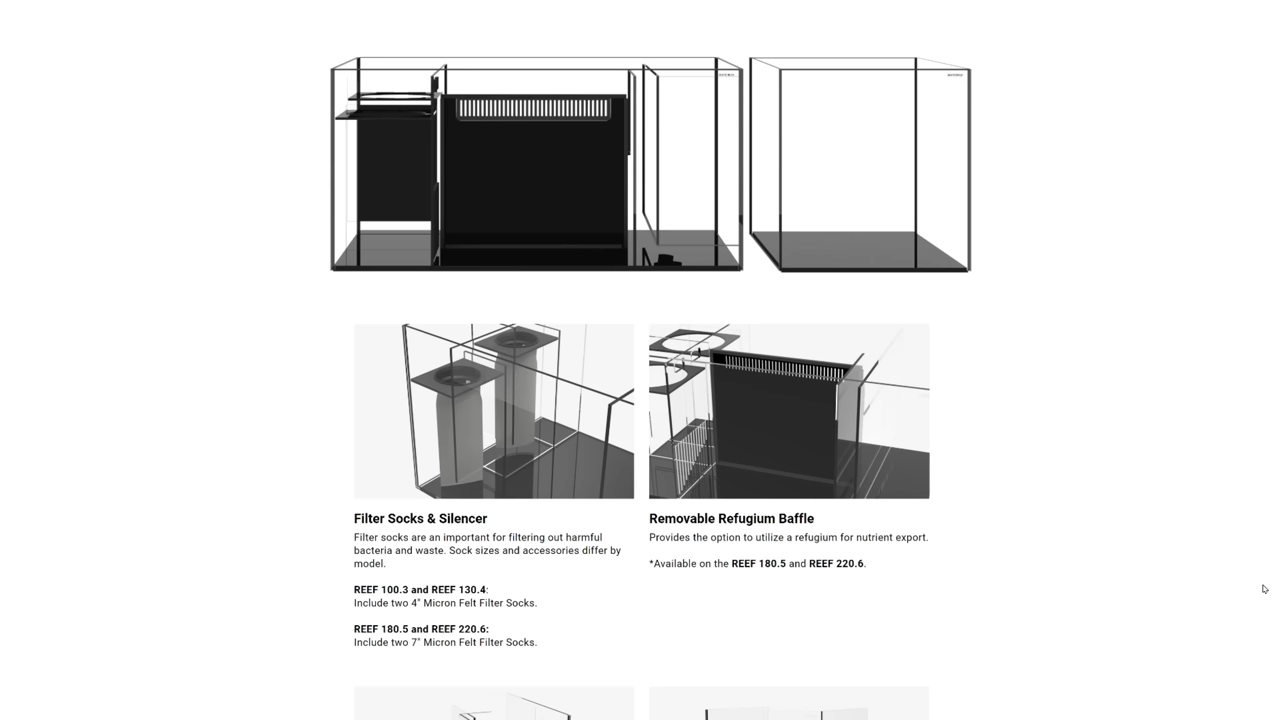 Filter Socks & Silencer
Filter socks are an important for filtering out harmful
bacteria and waste. Sock sizes and accessories differ by
model.
REEF 100.3 and REEF 130.4:
Include two 4" Micron Felt Filter Socks.
REEF 180.5 and REEF 220.6:
Include two 7" Micron Felt Filter Socks.
Removable Refugium Baffle
Provides the option to utilize a refugium for nutrient export.
*Available on the REEF 180.5 and REEF 220.6.